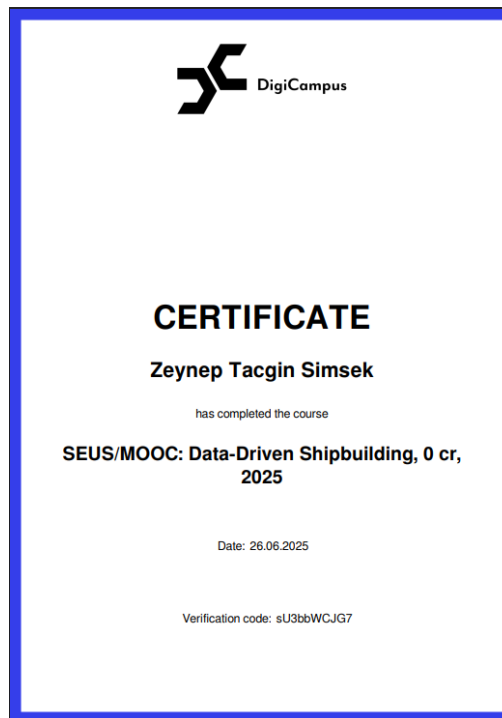 DigiCampus
CERTIFICATE
Zeynep Tacgin Simsek
has completed the course
SEUS/MOOC: Data-Driven Shipbuilding, 0 cr,
2025
Date: 26.06.2025
Verification code: sU3bbWCJG7